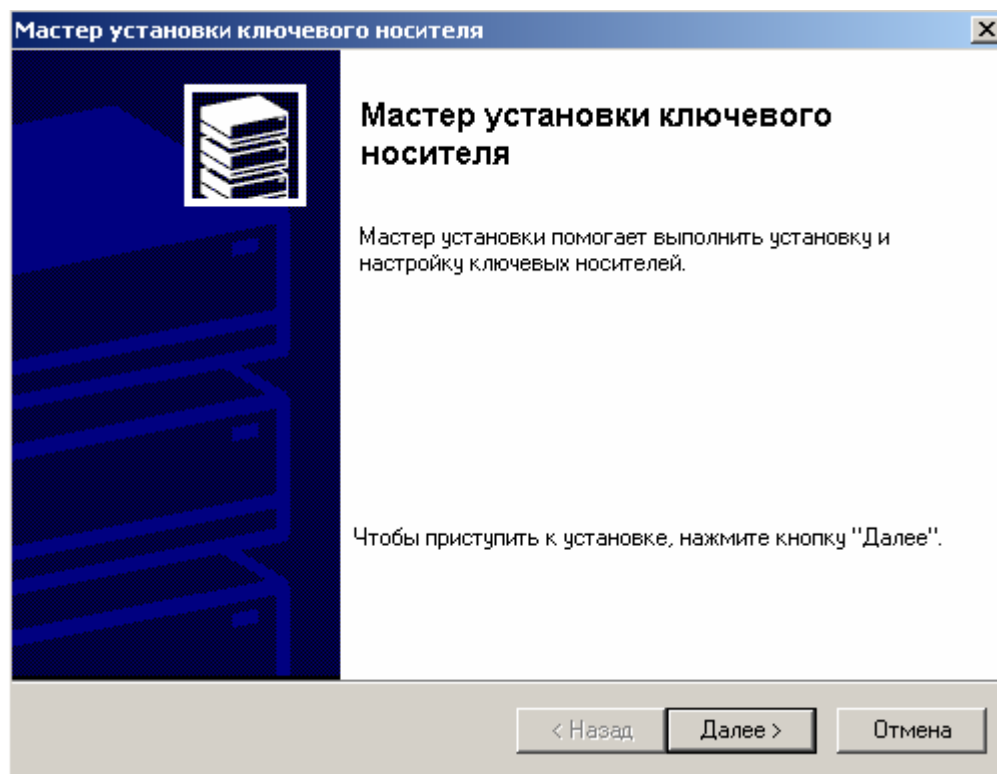 Мастер установки ключевого носителя
Мастер установки ключевого
носителя
Мастер установки помогает выполнить установку и
настройку ключевых носителей.
Чтобы приступить к установке, нажмите кнопку "Далее".
< Назад
Далее >
Отмена